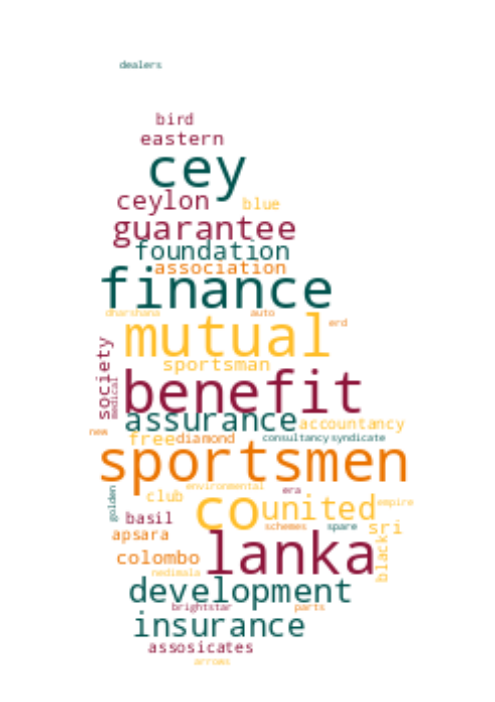 dealers
bird
eastern
cey
ceylon
blue
guarantee
foundation
association
finance
dharshana
auto
erd
mutual
society
sportsman
medical
benefit
assurance
accountancy
new
free
diamond
consultancy
syndicate
sportsmen
environmental
golden
club
era
co
united
empire
basil
schemes
spare
sri
apsara
black
colombo
lanka
nedimala
development
brightstar
parts
insurance
assosicates
arrows